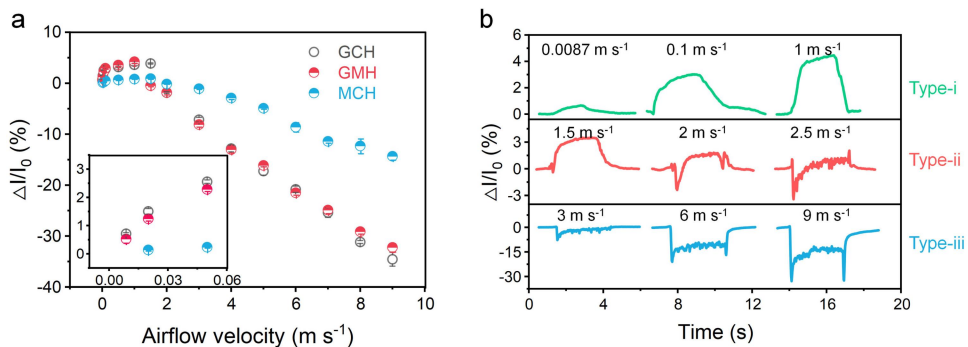 a
ΔI/I₀ (%)
10
5
0
-10
-20
-30
-40
GCH
GMH
MCH
3
2
1
0
0.00 0.03 0.06
0 2 4 6 8 10
Airflow velocity (m s⁻¹)
b
ΔI/I₀ (%)
6
4
2
0
0.0087 m s⁻¹ 0.1 m s⁻¹ 1 m s⁻¹
Type-i
3
0
-3
1.5 m s⁻¹ 2 m s⁻¹ 2.5 m s⁻¹
Type-ii
0
-15
-30
3 m s⁻¹ 6 m s⁻¹ 9 m s⁻¹
Type-iii
0 4 8 12 16 20
Time (s)